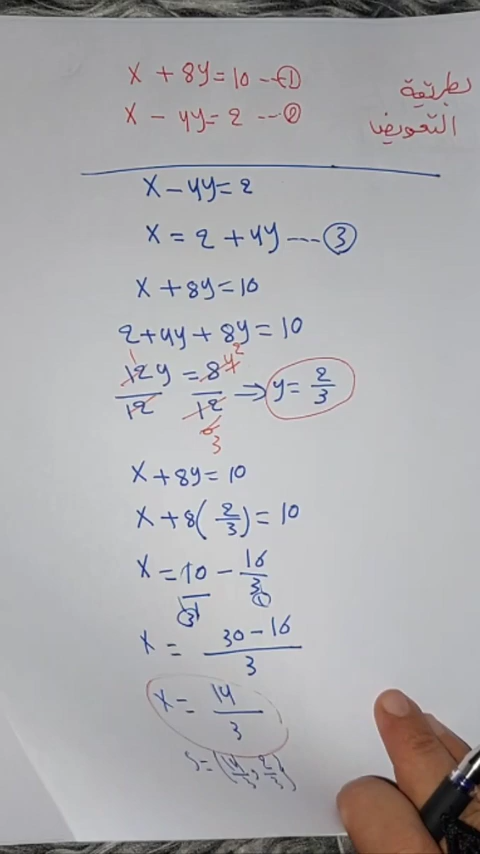 x + 8y = 10 --- ①
x - 4y = 2 --- ②
بطريقة
التعويض
x - 4y = 2
x = 2 + 4y ---- ③
x + 8y = 10
2 + 4y + 8y = 10
12y/12 = 8/12 ⇒ y = 2/3
x + 8y = 10
x + 8(2/3) = 10
x = 10 - 16/3
x = 30 - 16 / 3
x = 14/3
S = (14/3, 2/3)